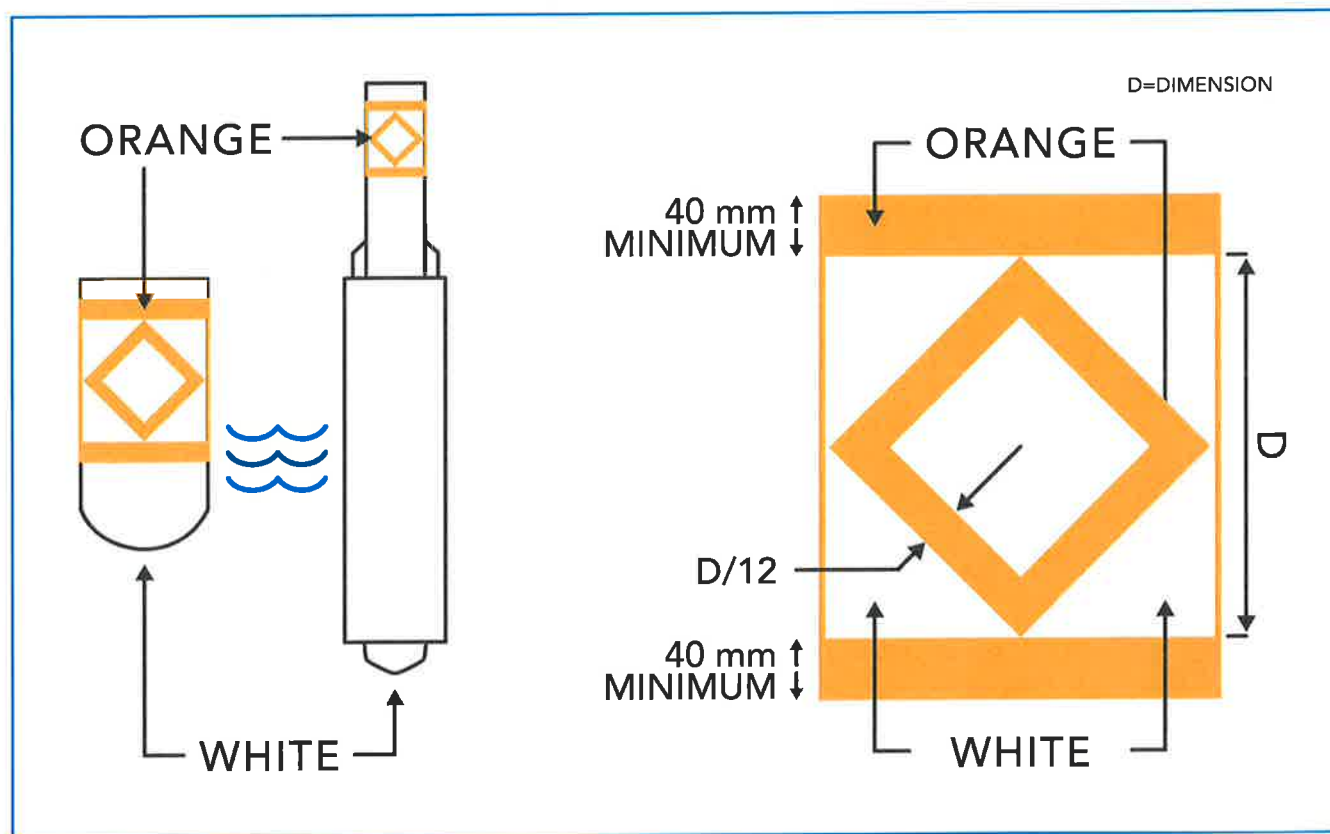 D=DIMENSION
ORANGE
ORANGE
40 mm
MINIMUM
D
D/12
40 mm
MINIMUM
WHITE
WHITE